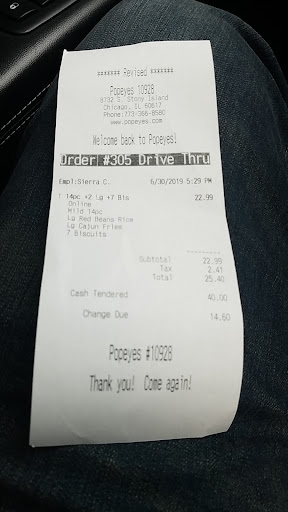 ******* Revised *******
Popeyes 10928
8732 S. Stony Island
Chicago, IL 60617
Phone:773-366-8580
www.popeyes.com
Welcome back to Popeyes!
Order #305 Drive Thru
Empl:Sierra C. 6/30/2019 5:29 PM
1 14pc +2 Lg +7 Bis 22.99
Online
Mild 14pc
Lg Red Beans Rice
Lg Cajun Fries
7 Biscuits
Subtotal 22.99
Tax 2.41
Total 25.40
Cash Tendered 40.00
Change Due 14.60
Popeyes #10928
Thank you! Come again!